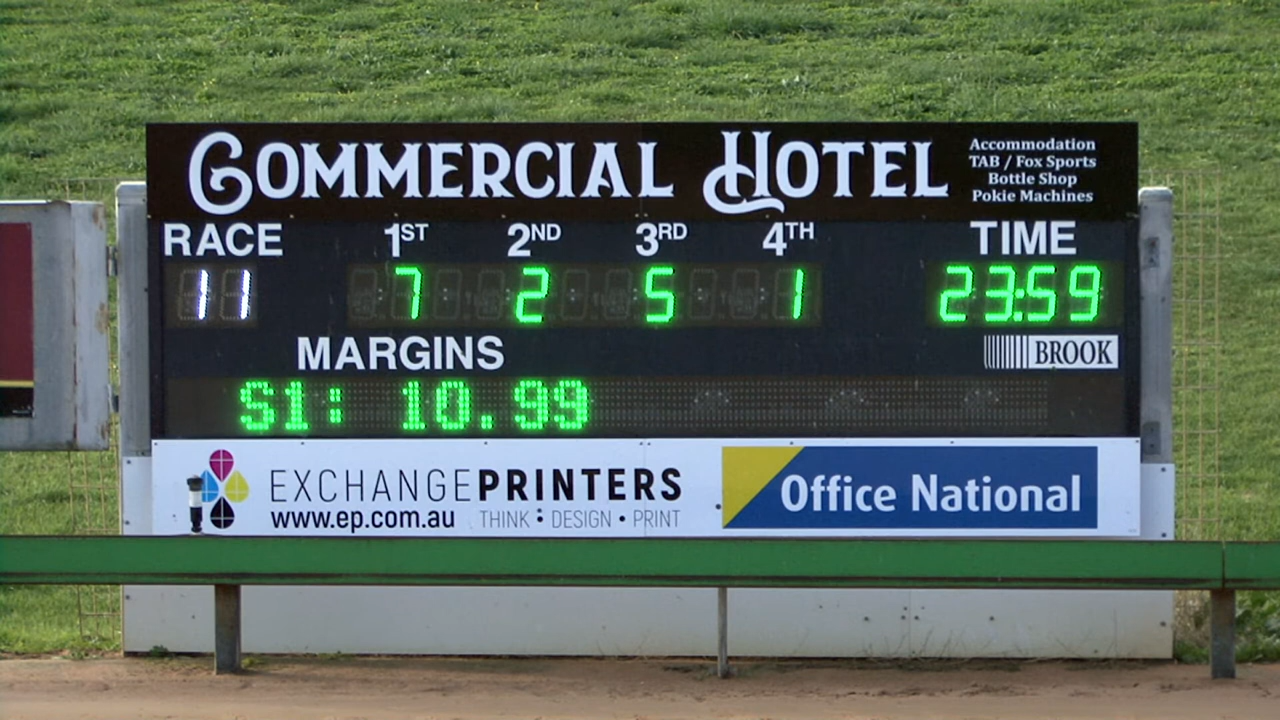 COMMERCIAL HOTEL
Accommodation
TAB / Fox Sports
Bottle Shop
Pokie Machines
RACE 1ST 2ND 3RD 4TH TIME
11 7 2 5 1 23:59
MARGINS
BROOK
S1: 10.99
EXCHANGEPRINTERS
www.ep.com.au THINK • DESIGN • PRINT
Office National